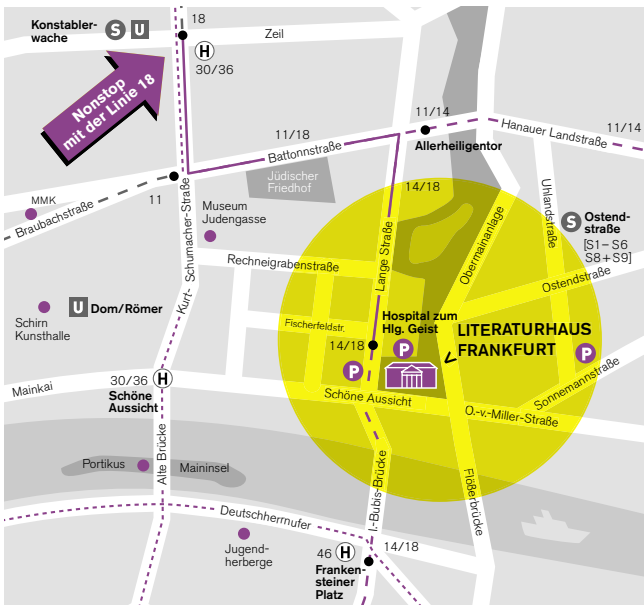 Konstabler-
wache
S
U
18
H
30/36
Zeil
Nonstop
mit der Linie 18
11/18
Battonnstraße
11/14
Allerheiligentor
Hanauer Landstraße
11/14
11
Jüdischer
Friedhof
14/18
MMK
Braubachstraße
Kurt-Schumacher-Straße
Museum
Judengasse
Lange Straße
Obermainanlage
Uhlandstraße
S
Ostend-
straße
[S1–S6
S8+S9]
Rechneigrabenstraße
Ostendstraße
Schirn
Kunsthalle
U
Dom/Römer
Fischerfeldstr.
Hospital zum
Hlg. Geist
14/18
P
P
P
LITERATURHAUS
FRANKFURT
Mainkai
30/36
H
Schöne
Aussicht
Schöne Aussicht
O.-v.-Miller-Straße
Sonnemannstraße
Portikus
Maininsel
Alte Brücke
I.-Bubis-Brücke
Flößerbrücke
Deutschherrnufer
Jugend-
herberge
46
H
14/18
Franken-
steiner
Platz